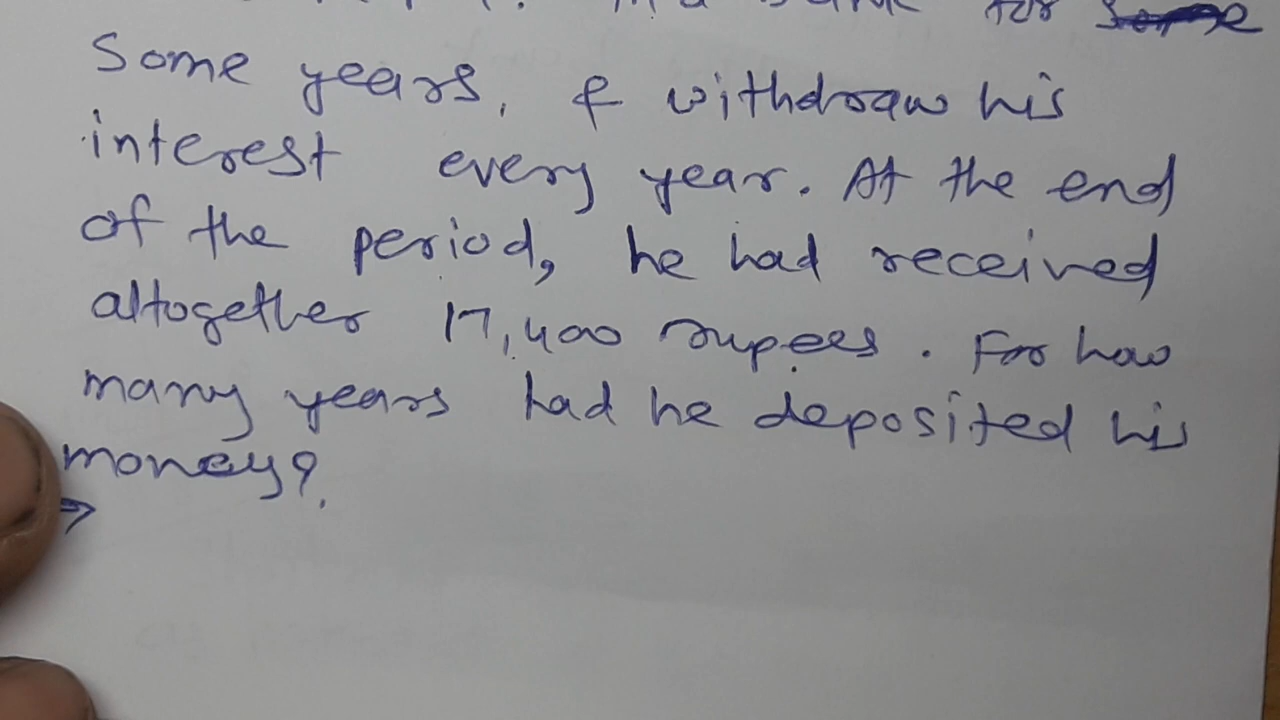 for
Some years, & withdraw his
interest every year. At the end
of the period, he had received
altogether 17,400 rupees. For how
many years had he deposited his
money?
→